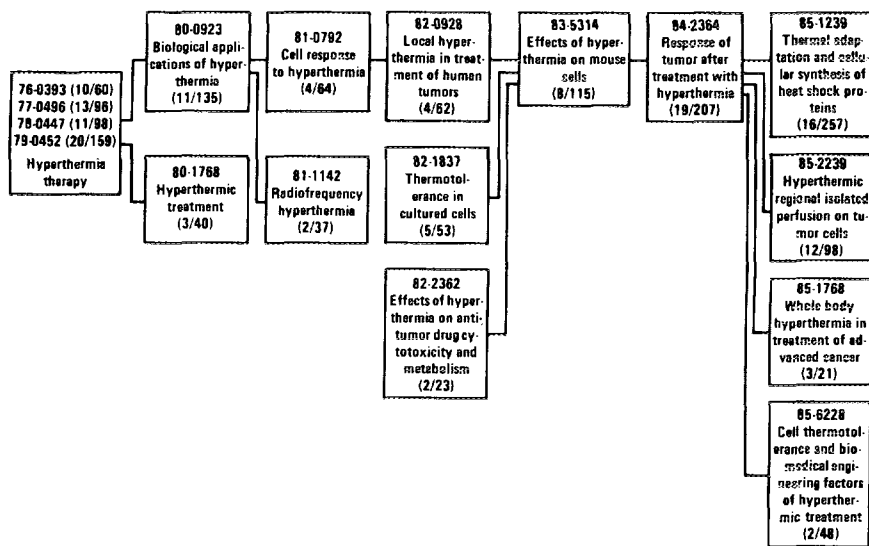 76-0393 (10/60)
77-0496 (13/96)
78-0447 (11/98)
79-0452 (20/159)
Hyperthermia
therapy
80-0923
Biological appli-
cations of hyper-
thermia
(11/135)
80-1768
Hyperthermic
treatment
(3/40)
81-0792
Cell response
to hyperthermia
(4/64)
81-1142
Radiofrequency
hyperthermia
(2/37)
82-0928
Local hyper-
thermia in treat-
ment of human
tumors
(4/62)
82-1837
Thermotol-
erance in
cultured cells
(5/53)
82-2362
Effects of hyper-
thermia on anti-
tumor drug cy-
totoxicity and
metabolism
(2/23)
83-5314
Effects of hyper-
thermia on mouse
cells
(8/115)
84-2364
Response of
tumor after
treatment with
hyperthermia
(19/207)
85-1239
Thermal adap-
tation and cellu-
lar synthesis of
heat shock pro-
teins
(16/257)
85-2239
Hyperthermic
regional isolated
perfusion on tu-
mor cells
(12/98)
85-1768
Whole body
hyperthermia in
treatment of ad-
vanced cancer
(3/21)
85-6228
Cell thermotol-
erance and bio-
medical engi-
neering factors
of hyperther-
mic treatment
(2/48)